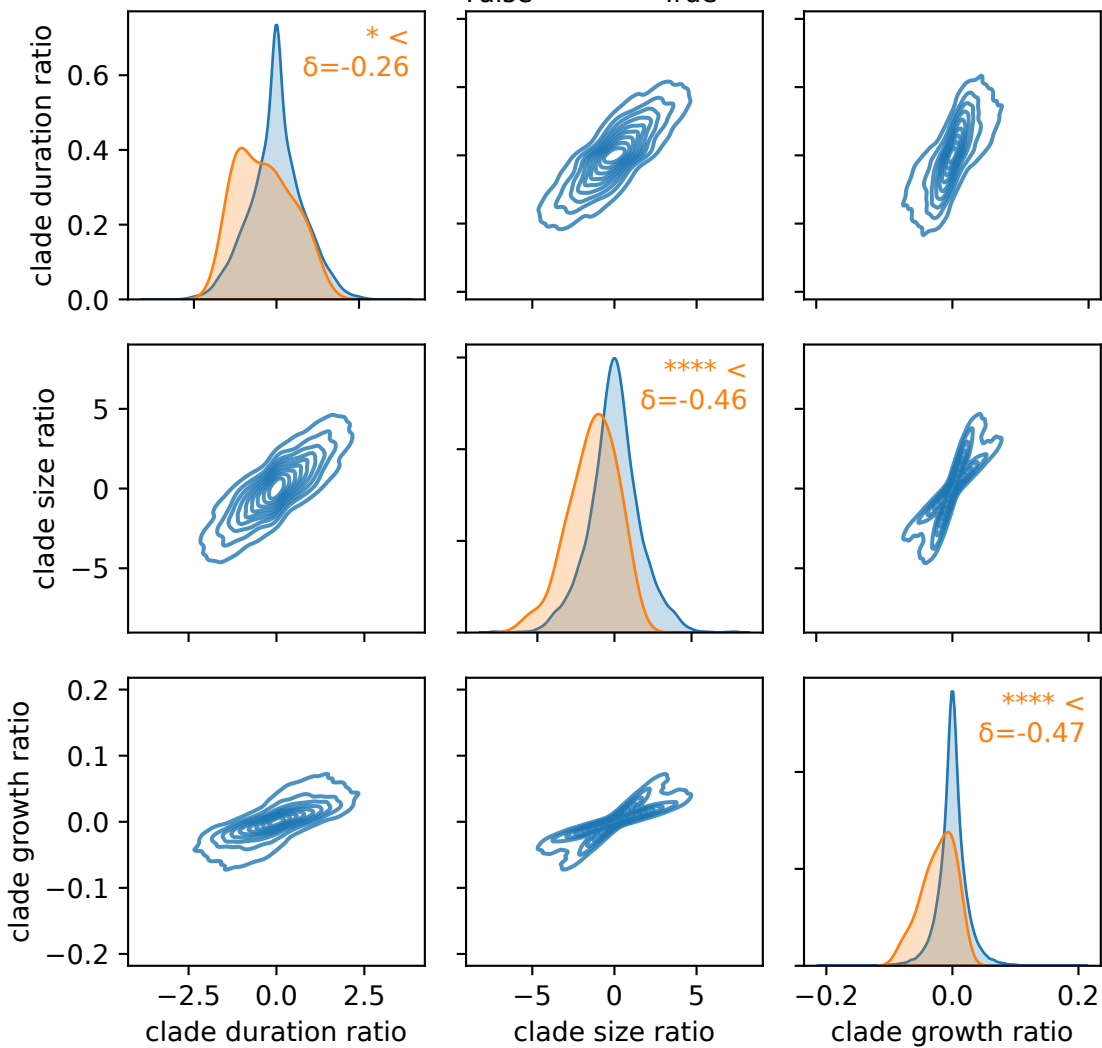 False True
clade duration ratio
0.6
0.4
0.2
0.0
* <
δ=-0.26
clade size ratio
5
0
−5
**** <
δ=-0.46
clade growth ratio
0.2
0.1
0.0
−0.1
−0.2
**** <
δ=-0.47
−2.5 0.0 2.5
clade duration ratio
−5 0 5
clade size ratio
−0.2 0.0 0.2
clade growth ratio